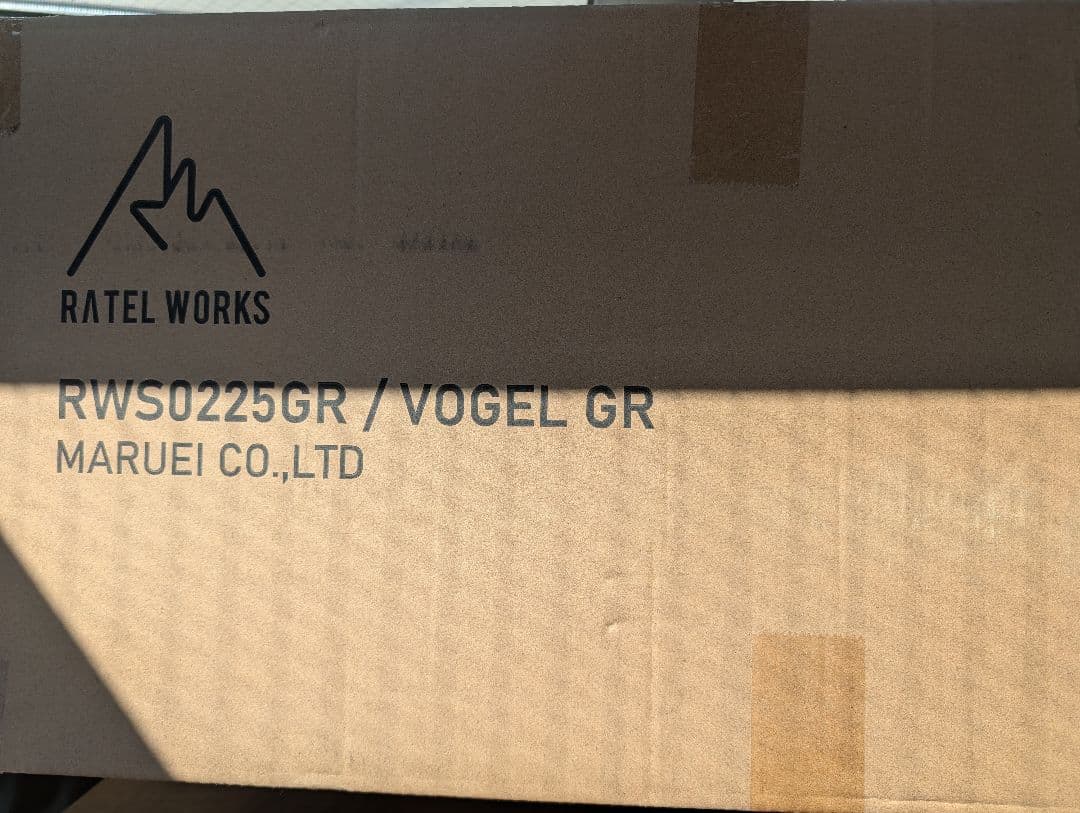 RATEL WORKS
RWS0225GR / VOGEL GR
MARUEI CO.,LTD